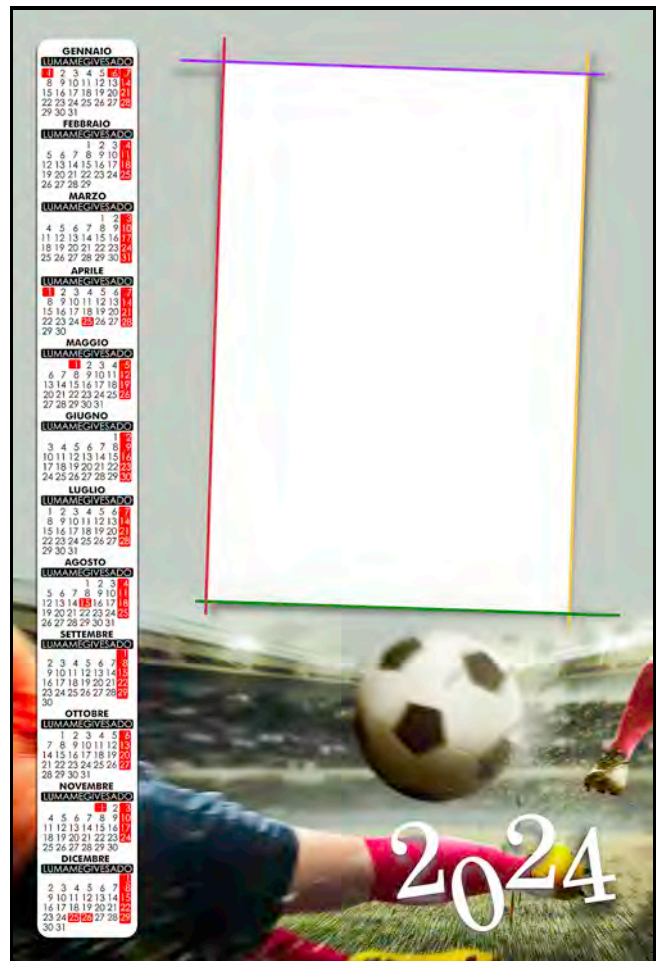 GENNAIO
LUMAMEGIVESADO
1 2 3 4 5 6 7
8 9 10 11 12 13 14
15 16 17 18 19 20 21
22 23 24 25 26 27 28
29 30 31
FEBBRAIO
LUMAMEGIVESADO
1 2 3 4
5 6 7 8 9 10 11
12 13 14 15 16 17 18
19 20 21 22 23 24 25
26 27 28 29
MARZO
LUMAMEGIVESADO
1 2 3
4 5 6 7 8 9 10
11 12 13 14 15 16 17
18 19 20 21 22 23 24
25 26 27 28 29 30 31
APRILE
LUMAMEGIVESADO
1 2 3 4 5 6 7
8 9 10 11 12 13 14
15 16 17 18 19 20 21
22 23 24 25 26 27 28
29 30
MAGGIO
LUMAMEGIVESADO
1 2 3 4 5
6 7 8 9 10 11 12
13 14 15 16 17 18 19
20 21 22 23 24 25 26
27 28 29 30 31
GIUGNO
LUMAMEGIVESADO
1 2
3 4 5 6 7 8 9
10 11 12 13 14 15 16
17 18 19 20 21 22 23
24 25 26 27 28 29 30
LUGLIO
LUMAMEGIVESADO
1 2 3 4 5 6 7
8 9 10 11 12 13 14
15 16 17 18 19 20 21
22 23 24 25 26 27 28
29 30 31
AGOSTO
LUMAMEGIVESADO
1 2 3 4
5 6 7 8 9 10 11
12 13 14 15 16 17 18
19 20 21 22 23 24 25
26 27 28 29 30 31
SETTEMBRE
LUMAMEGIVESADO
1
2 3 4 5 6 7 8
9 10 11 12 13 14 15
16 17 18 19 20 21 22
23 24 25 26 27 28 29
30
OTTOBRE
LUMAMEGIVESADO
1 2 3 4 5 6
7 8 9 10 11 12 13
14 15 16 17 18 19 20
21 22 23 24 25 26 27
28 29 30 31
NOVEMBRE
LUMAMEGIVESADO
1 2 3
4 5 6 7 8 9 10
11 12 13 14 15 16 17
18 19 20 21 22 23 24
25 26 27 28 29 30
DICEMBRE
LUMAMEGIVESADO
1
2 3 4 5 6 7 8
9 10 11 12 13 14 15
16 17 18 19 20 21 22
23 24 25 26 27 28 29
30 31
2024